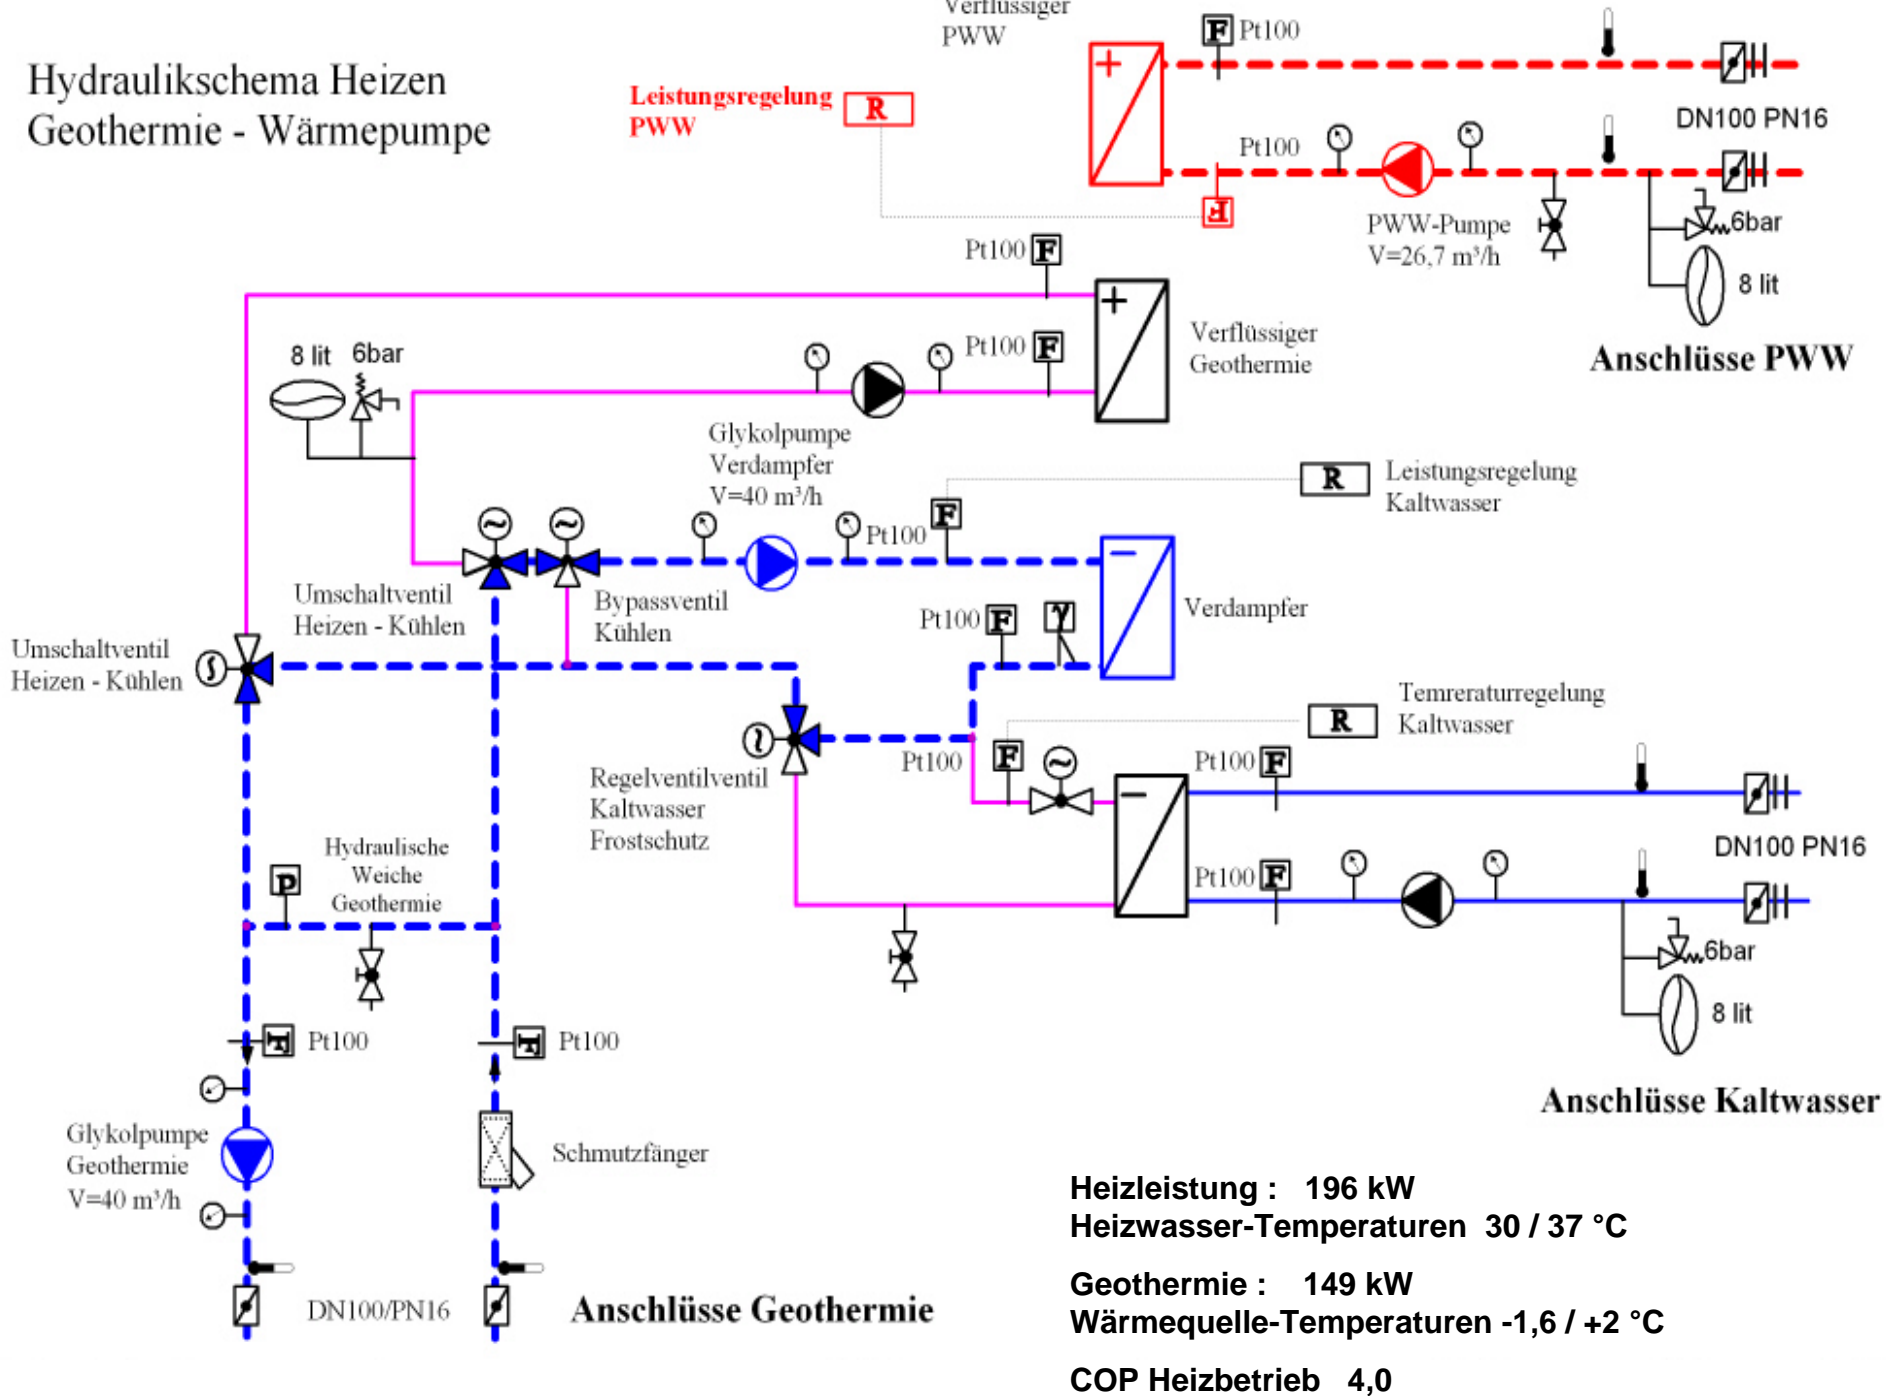 Verflüssiger
PWW
Pt100
Hydraulikschema Heizen
Geothermie - Wärmepumpe
Leistungsregelung
PWW
R
F
DN100 PN16
Pt100
F
PWW-Pumpe
V=26,7 m³/h
6bar
8 lit
Anschlüsse PWW
Pt100 F
Verflüssiger
Geothermie
Pt100 F
8 lit 6bar
Glykolpumpe
Verdampfer
V=40 m³/h
R
Leistungsregelung
Kaltwasser
Pt100 F
Umschaltventil
Heizen - Kühlen
Bypassventil
Kühlen
Verdampfer
Pt100 F
Umschaltventil
Heizen - Kühlen
Temreraturregelung
Kaltwasser
R
Pt100 F
Pt100 F
Regelventilventil
Kaltwasser
Frostschutz
DN100 PN16
Hydraulische
Weiche
Geothermie
P
Pt100 F
6bar
8 lit
Pt100
Pt100
Anschlüsse Kaltwasser
Glykolpumpe
Geothermie
V=40 m³/h
Schmutzfänger
DN100/PN16
Anschlüsse Geothermie
Heizleistung : 196 kW
Heizwasser-Temperaturen 30 / 37 °C
Geothermie : 149 kW
Wärmequelle-Temperaturen -1,6 / +2 °C
COP Heizbetrieb 4,0